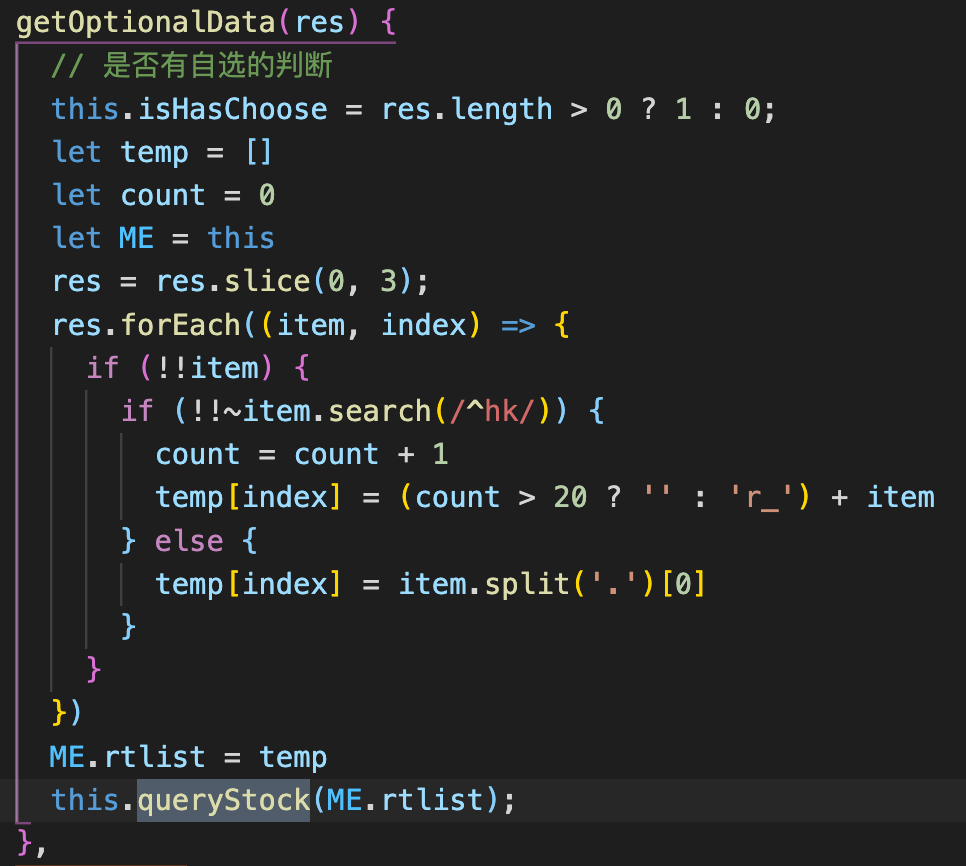 getOptionalData(res) {
// 是否有自选的判断
this.isHasChoose = res.length > 0 ? 1 : 0;
let temp = []
let count = 0
let ME = this
res = res.slice(0, 3);
res.forEach((item, index) => {
if (!!item) {
if (!!~item.search(/^hk/)) {
count = count + 1
temp[index] = (count > 20 ? '' : 'r_') + item
} else {
temp[index] = item.split('.')[0]
}
}
})
ME.rtlist = temp
this.queryStock(ME.rtlist);
},